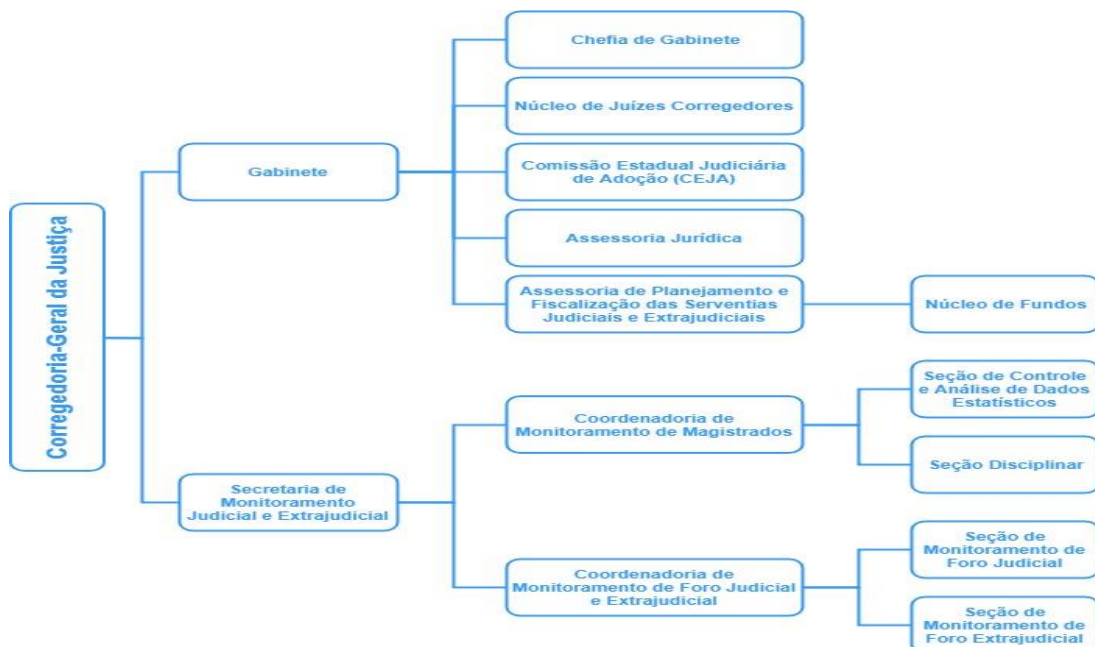 Corregedoria-Geral da Justiça
Gabinete
Chefia de Gabinete
Núcleo de Juízes Corregedores
Comissão Estadual Judiciária
de Adoção (CEJA)
Assessoria Jurídica
Assessoria de Planejamento e
Fiscalização das Serventias
Judiciais e Extrajudiciais
Núcleo de Fundos
Secretaria de
Monitoramento
Judicial e Extrajudicial
Coordenadoria de
Monitoramento de Magistrados
Seção de Controle
e Análise de Dados
Estatísticos
Seção Disciplinar
Coordenadoria de
Monitoramento de Foro Judicial
e Extrajudicial
Seção de
Monitoramento de
Foro Judicial
Seção de
Monitoramento de
Foro Extrajudicial